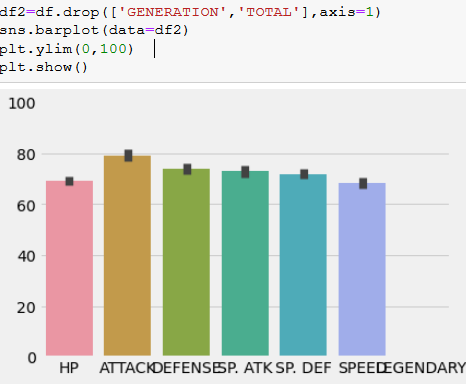 df2=df.drop(['GENERATION','TOTAL'],axis=1)
sns.barplot(data=df2)
plt.ylim(0,100)
plt.show()
100
80
60
40
20
0
HP ATTACK DEFENSE SP. ATK SP. DEF SPEED LEGENDARY